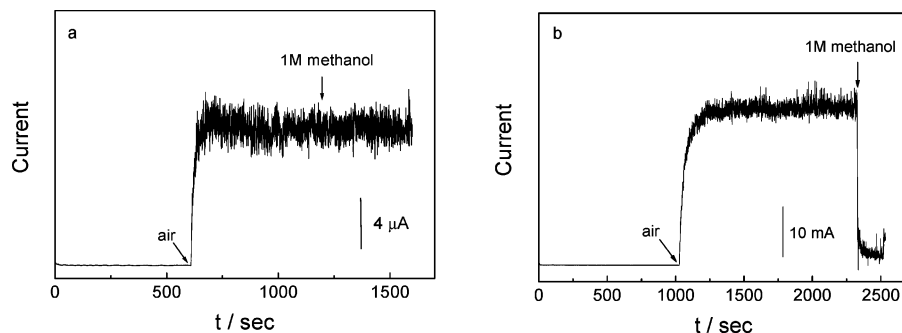 a
1M methanol
Current
air
4 µA
0 500 1000 1500
t / sec
b
1M methanol
Current
air
10 mA
0 500 1000 1500 2000 2500
t / sec